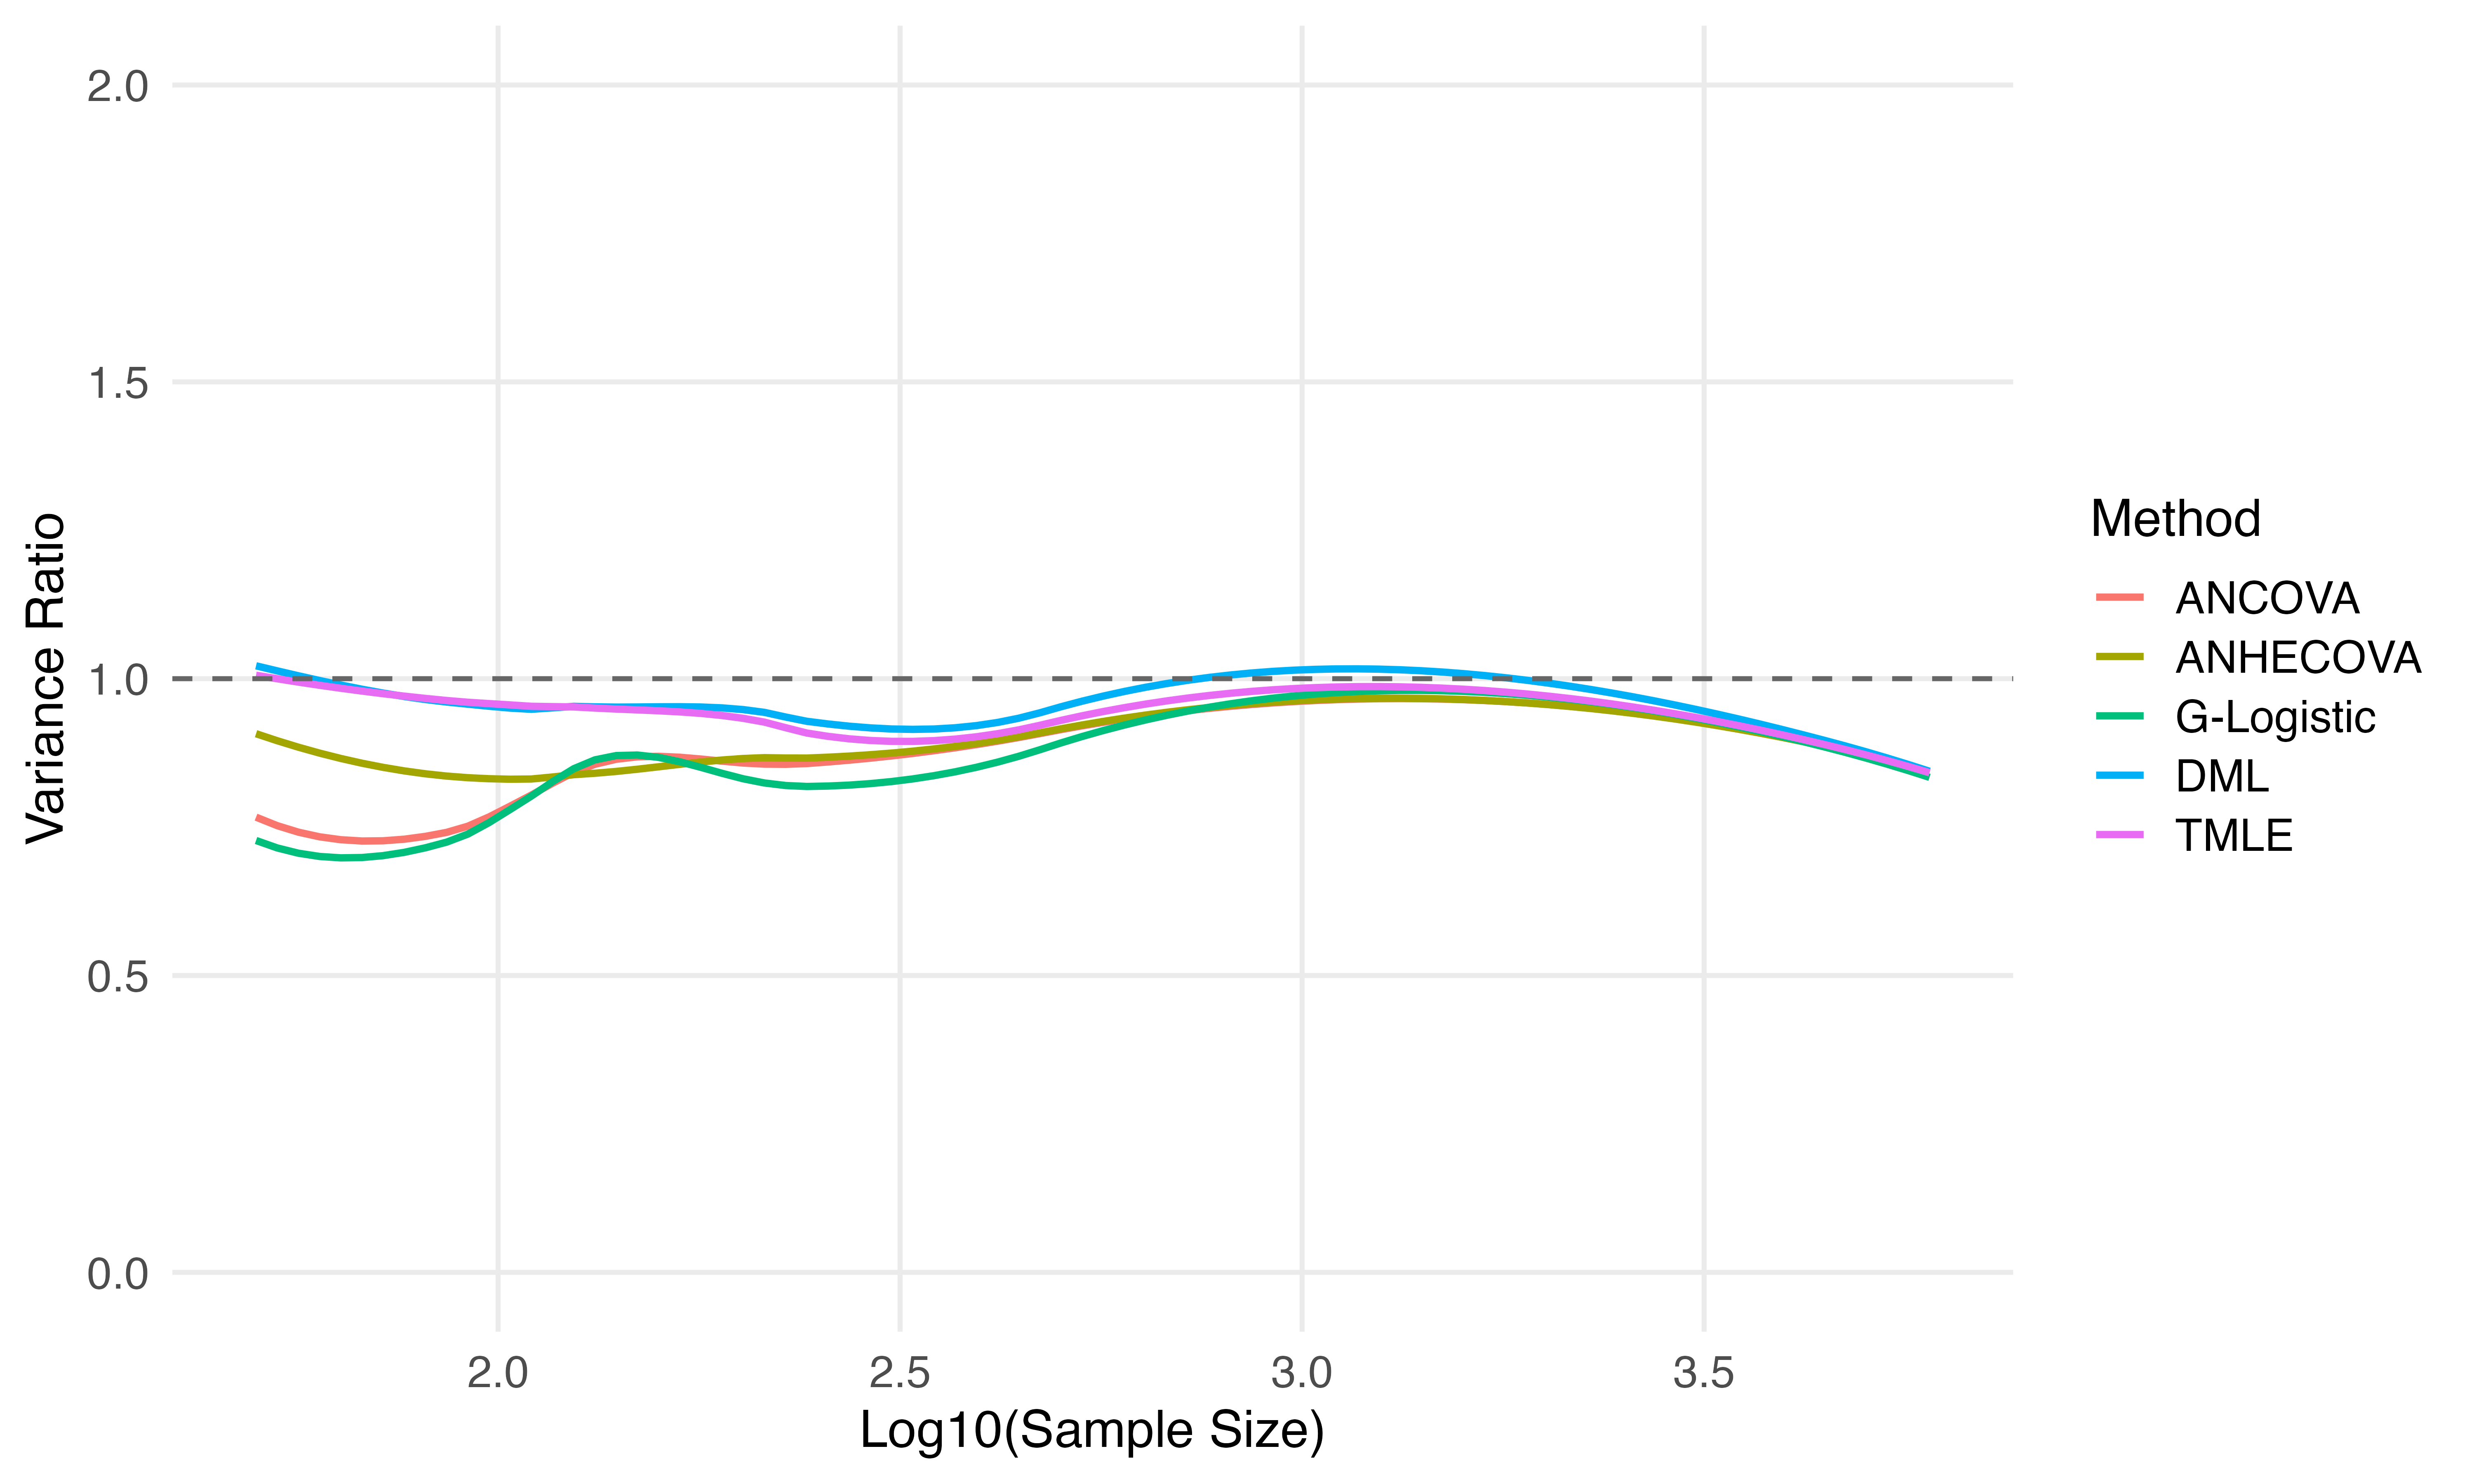 2.0
1.5
1.0
0.5
0.0
Variance Ratio
2.0 2.5 3.0 3.5
Log10(Sample Size)
Method
ANCOVA
ANHECOVA
G-Logistic
DML
TMLE